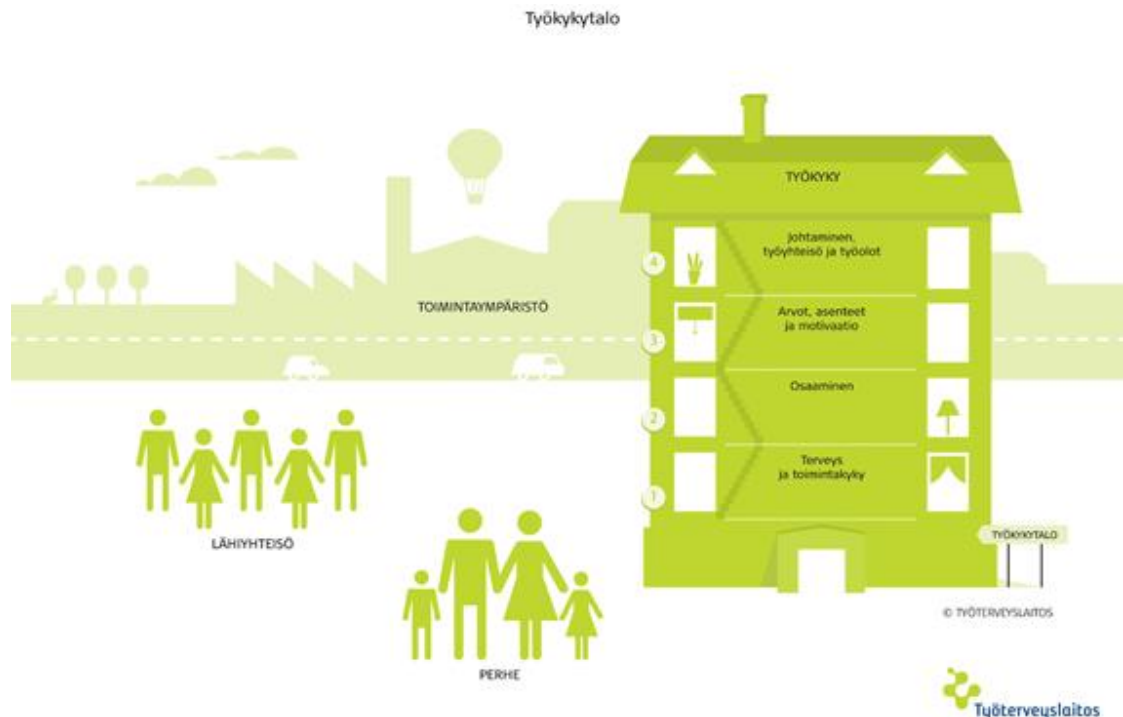 Työkykytalo
TYÖKYKY
4
Johtaminen,
työyhteisö ja työolot
TOIMINTAYMPÄRISTÖ
3
Arvot, asenteet
ja motivaatio
2
Osaaminen
1
Terveys
ja toimintakyky
LÄHIYHTEISÖ
PERHE
TYÖKYKYTALO
© TYÖTERVEYSLAITOS
Työterveyslaitos